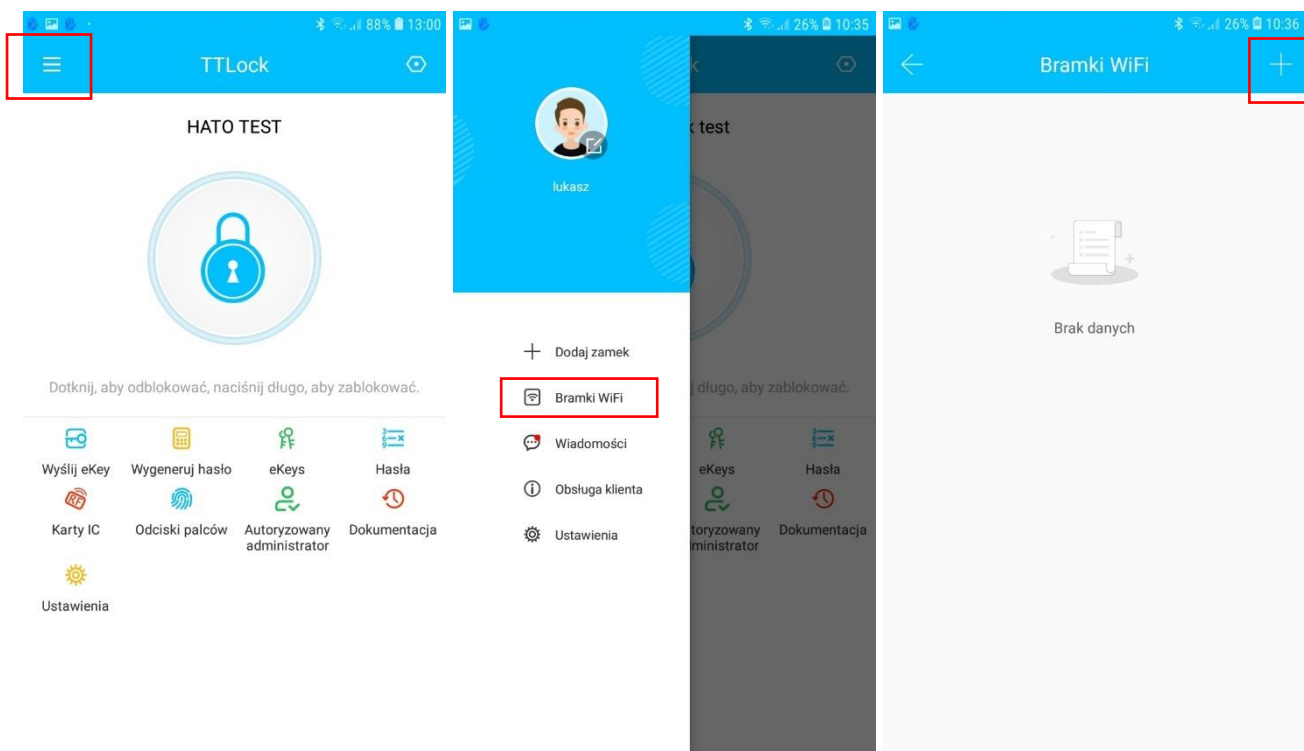 88% 13:00
TTLock
HATO TEST
Dotknij, aby odblokować, naciśnij długo, aby zablokować.
Wyślij eKey Wygeneruj hasło eKeys Hasła
Karty IC Odciski palców Autoryzowany administrator Dokumentacja
Ustawienia
26% 10:35
k
k test
lukasz
Dodaj zamek
Bramki WiFi
Wiadomości
Obsługa klienta
Ustawienia
j długo, aby zablokować.
eKeys Hasła
toryzowany
ministrator
Dokumentacja
26% 10:36
Bramki WiFi
Brak danych